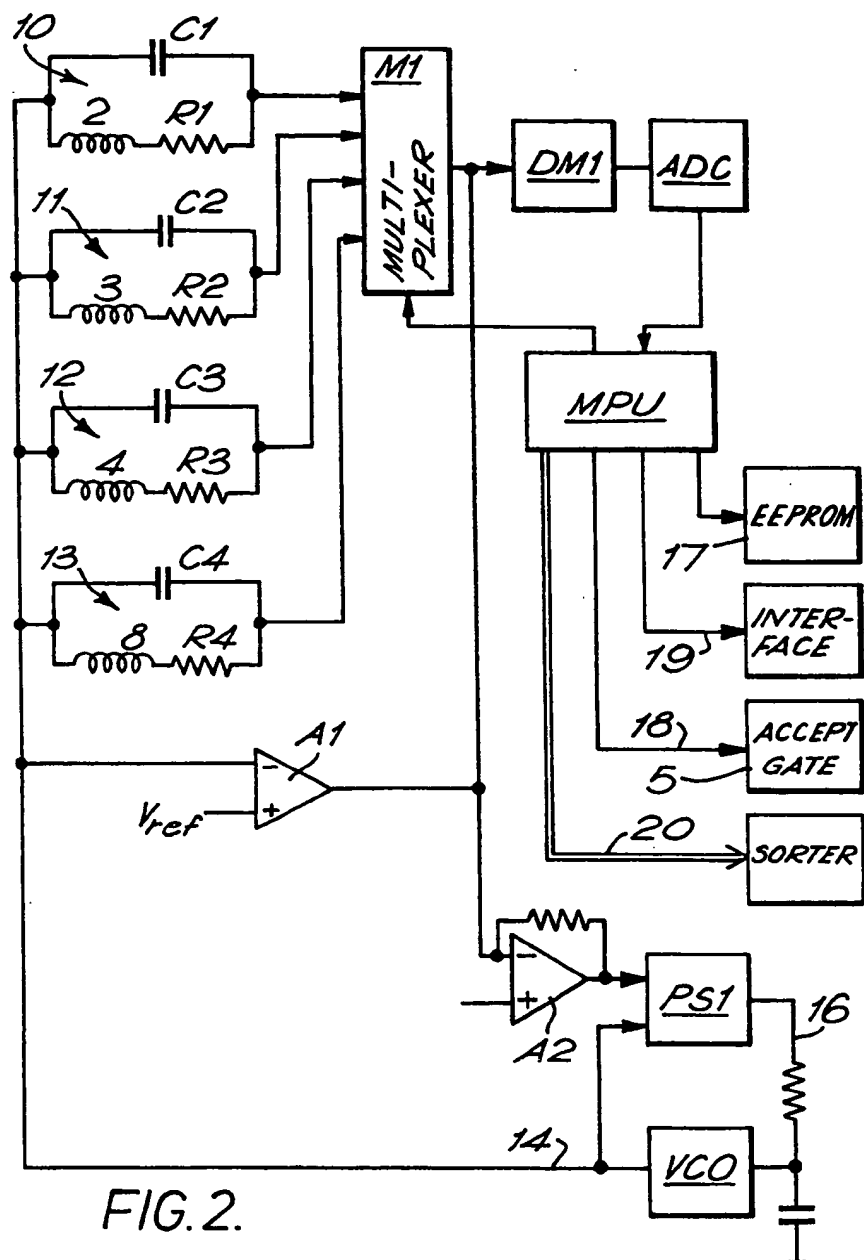 10
C1
2
R1
11
C2
3
R2
12
C3
4
R3
13
C4
8
R4
M1
MULTI-
PLEXER
DM1
ADC
MPU
EEPROM
17
INTER-
FACE
19
ACCEPT
GATE
18
5
SORTER
20
A1
Vref
-
+
-
+
A2
PS1
16
14
VCO
FIG. 2.